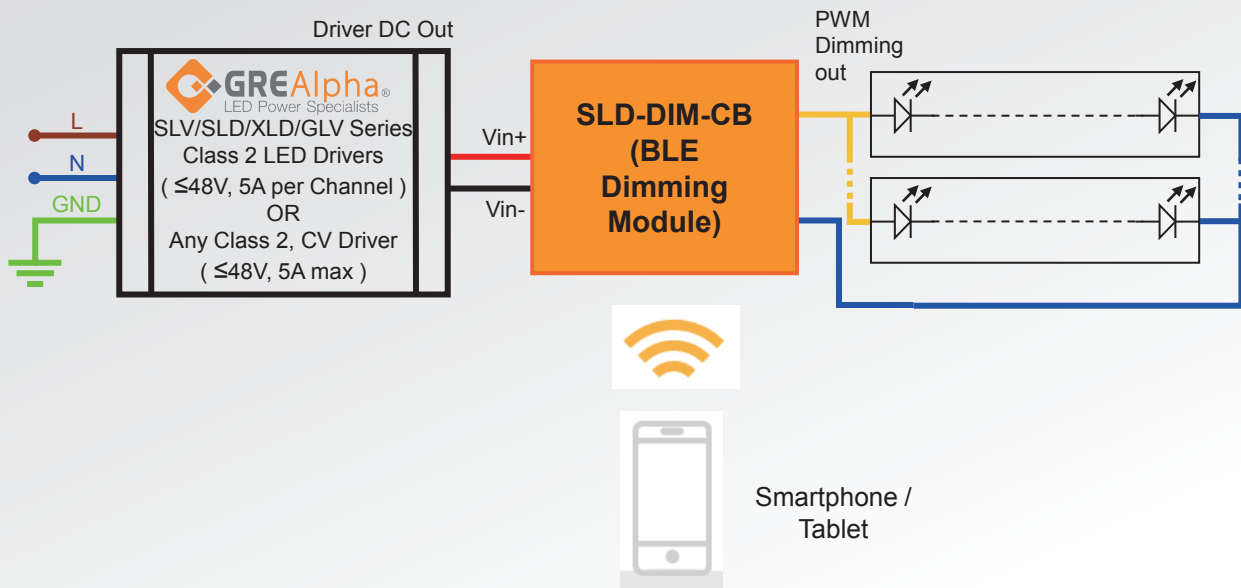 Driver DC Out
GREAlpha®
LED Power Specialists
SLV/SLD/XLD/GLV Series
Class 2 LED Drivers
( ≤48V, 5A per Channel )
OR
Any Class 2, CV Driver
( ≤48V, 5A max )
L
N
GND
Vin+
Vin-
SLD-DIM-CB
(BLE
Dimming
Module)
PWM
Dimming
out
Smartphone /
Tablet